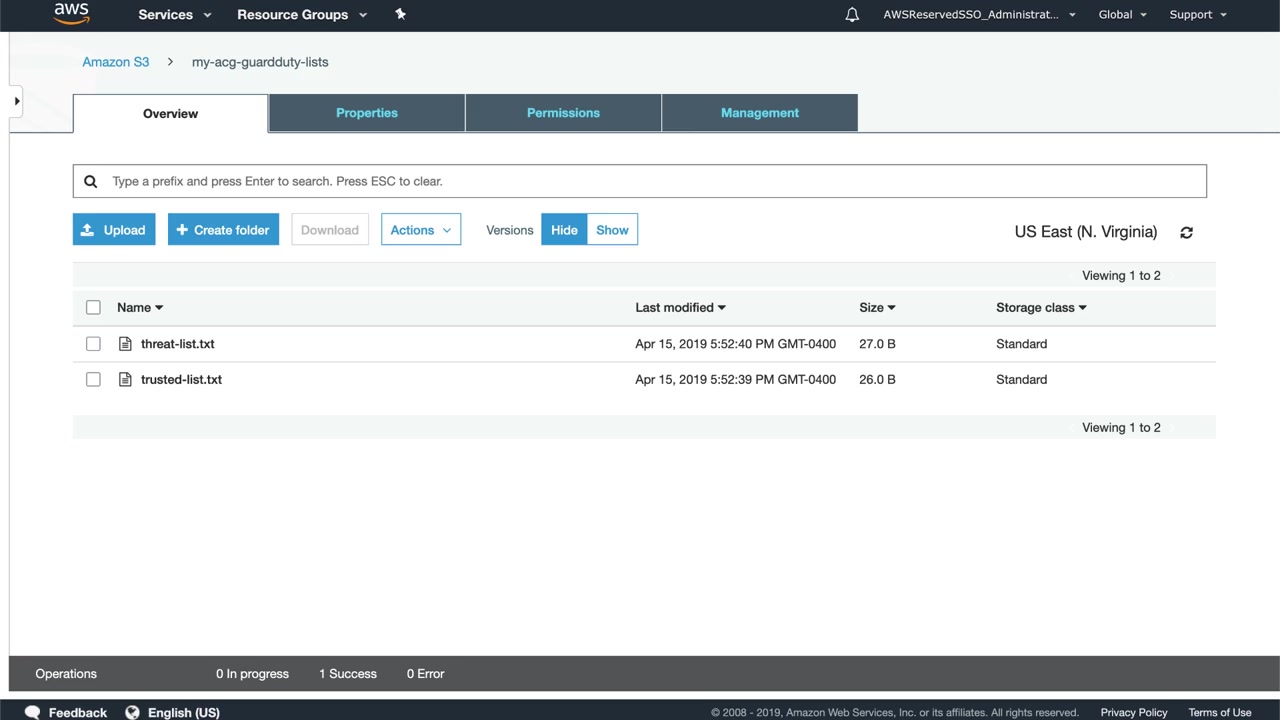 aws Services Resource Groups AWSReservedSSO_Administrat... Global Support
Amazon S3 my-acg-guardduty-lists
Overview Properties Permissions Management
Type a prefix and press Enter to search. Press ESC to clear.
Upload Create folder Download Actions Versions Hide Show US East (N. Virginia)
Viewing 1 to 2
Name Last modified Size Storage class
threat-list.txt Apr 15, 2019 5:52:40 PM GMT-0400 27.0 B Standard
trusted-list.txt Apr 15, 2019 5:52:39 PM GMT-0400 26.0 B Standard
Viewing 1 to 2
Operations 0 In progress 1 Success 0 Error
Feedback English (US) © 2008 - 2019, Amazon Web Services, Inc. or its affiliates. All rights reserved. Privacy Policy Terms of Use